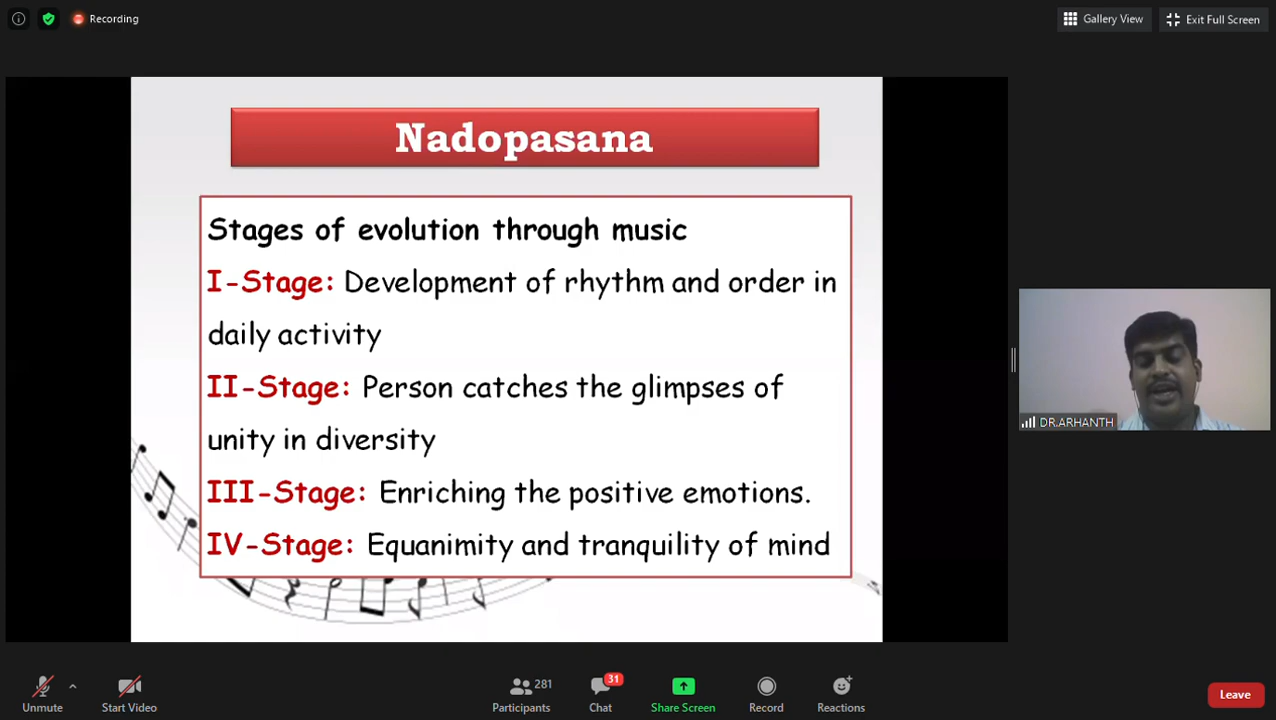 Recording
Gallery View
Exit Full Screen
Nadopasana
Stages of evolution through music
I-Stage: Development of rhythm and order in
daily activity
II-Stage: Person catches the glimpses of
unity in diversity
III-Stage: Enriching the positive emotions.
IV-Stage: Equanimity and tranquility of mind
DR.ARHANTH
281
31
Unmute
Start Video
Participants
Chat
Share Screen
Record
Reactions
Leave